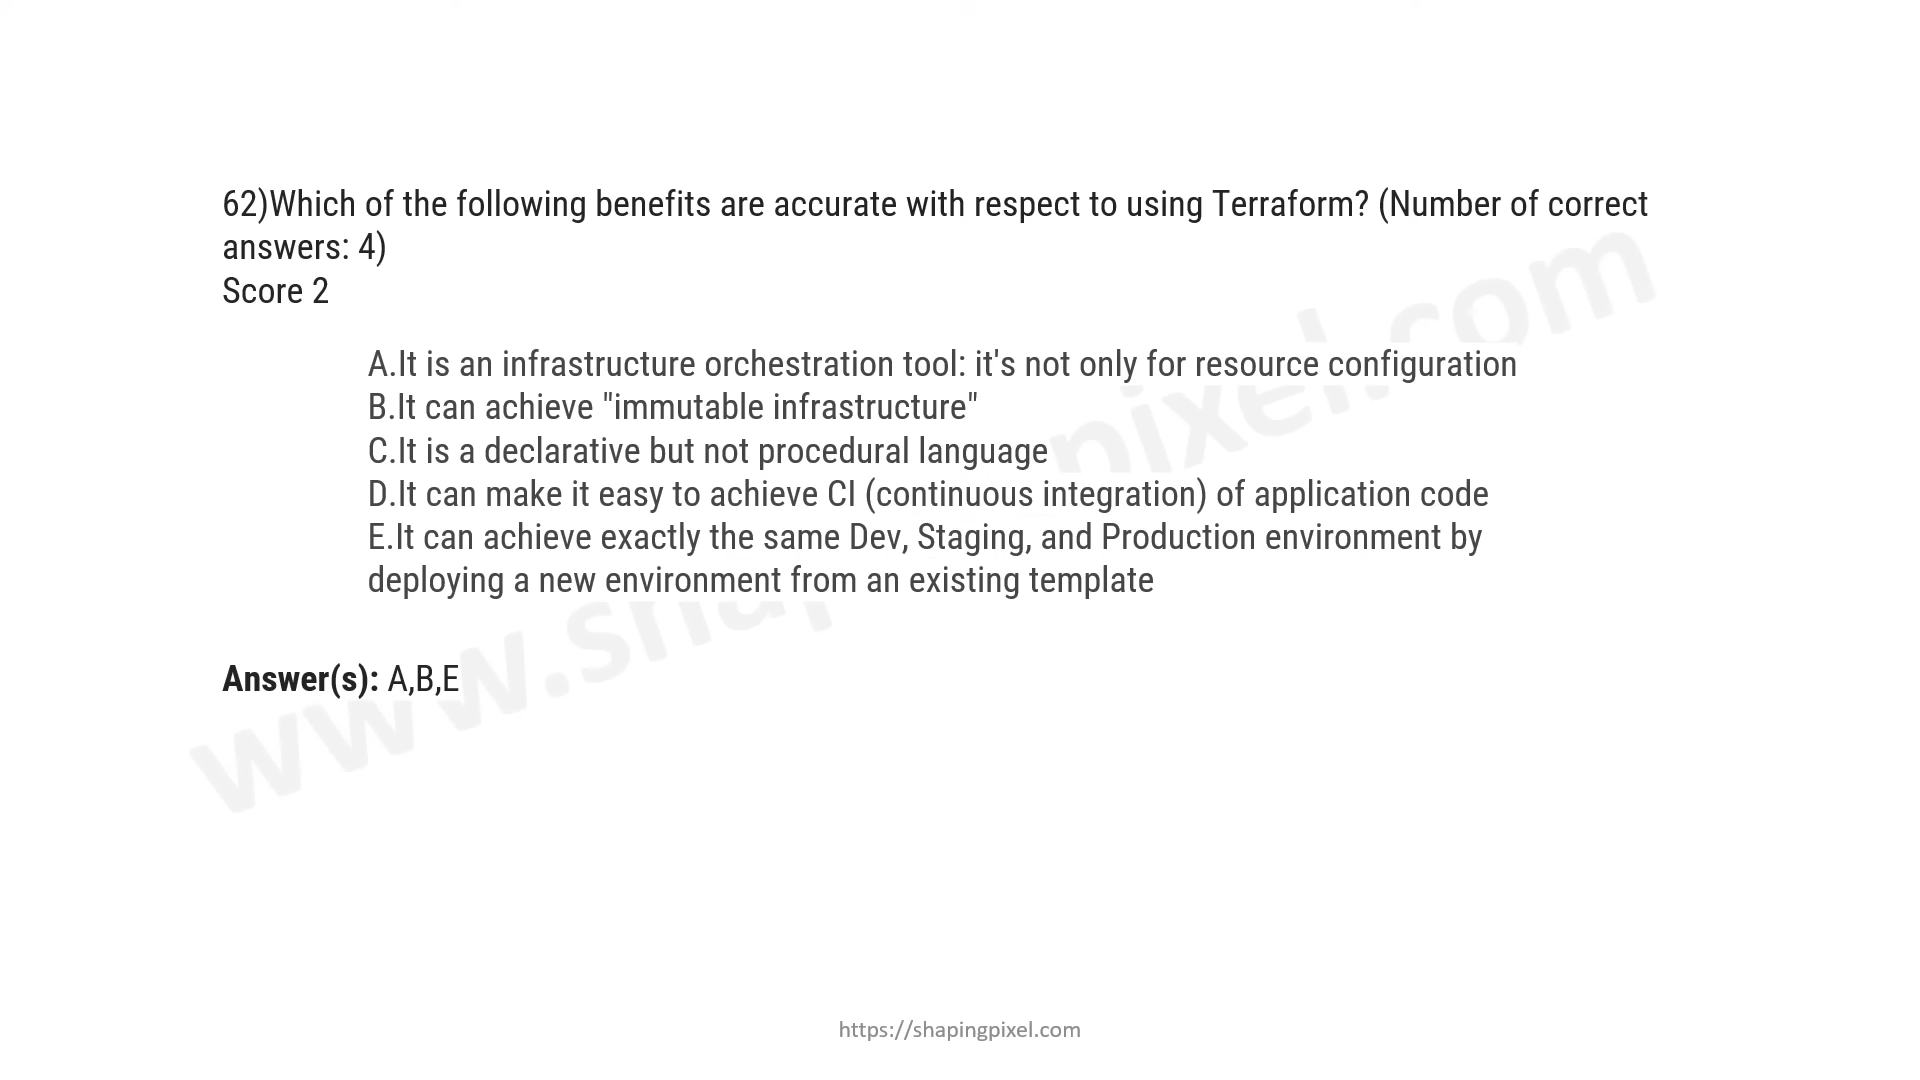 62)Which of the following benefits are accurate with respect to using Terraform? (Number of correct
answers: 4)
Score 2
A.It is an infrastructure orchestration tool: it's not only for resource configuration
B.It can achieve "immutable infrastructure"
C.It is a declarative but not procedural language
D.It can make it easy to achieve CI (continuous integration) of application code
E.It can achieve exactly the same Dev, Staging, and Production environment by
deploying a new environment from an existing template
Answer(s): A,B,E
www.shapingpixel.com
https://shapingpixel.com